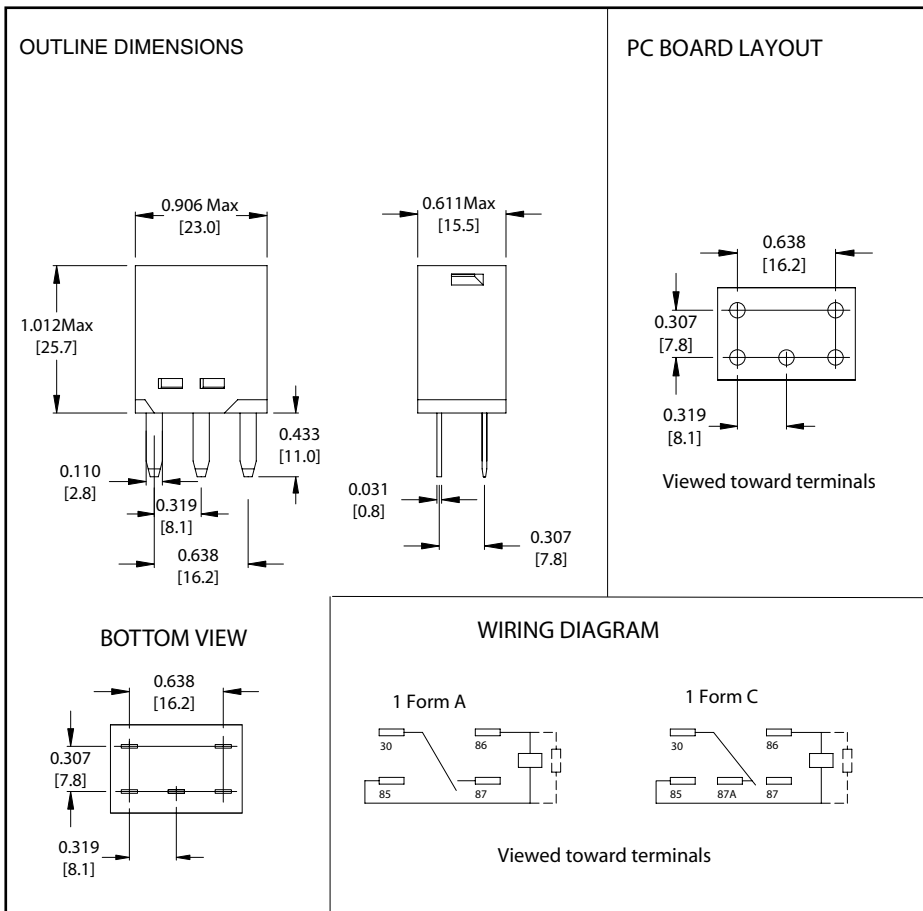 OUTLINE DIMENSIONS
0.906 Max
[23.0]
0.611Max
[15.5]
1.012Max
[25.7]
0.433
[11.0]
0.110
[2.8]
0.319
[8.1]
0.638
[16.2]
0.031
[0.8]
0.307
[7.8]
PC BOARD LAYOUT
0.638
[16.2]
0.307
[7.8]
0.319
[8.1]
Viewed toward terminals
BOTTOM VIEW
0.638
[16.2]
0.307
[7.8]
0.319
[8.1]
WIRING DIAGRAM
1 Form A
30
86
85
87
1 Form C
30
86
85
87A
87
Viewed toward terminals